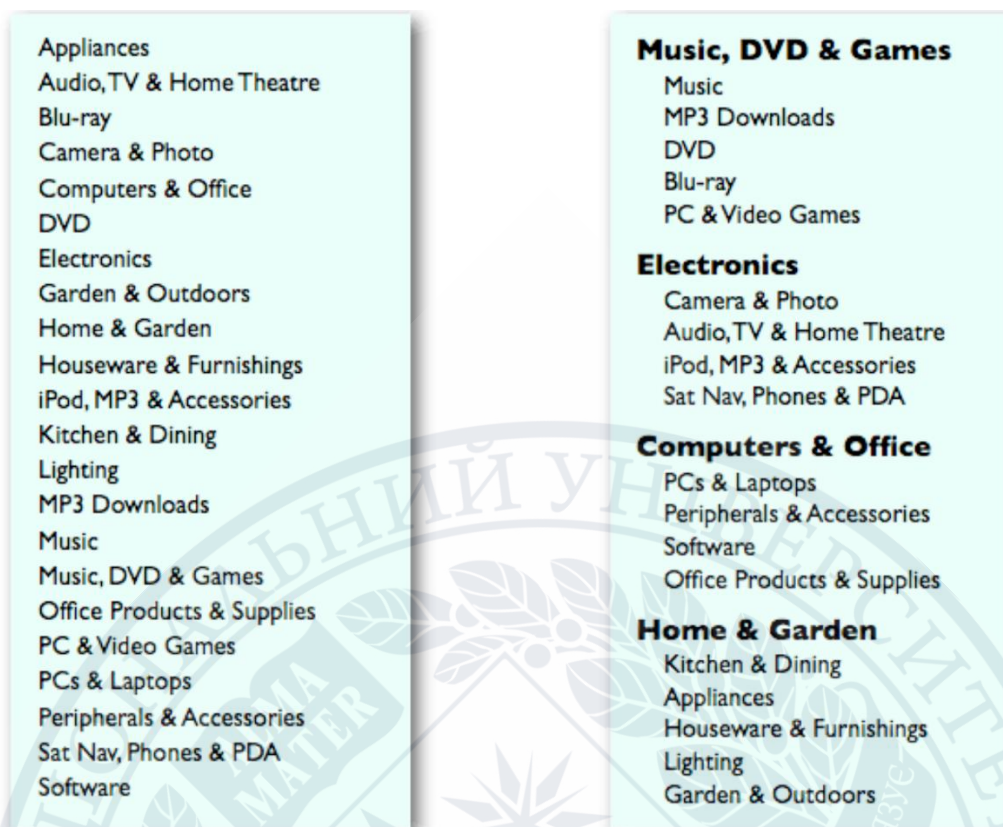 Appliances
Audio, TV & Home Theatre
Blu-ray
Camera & Photo
Computers & Office
DVD
Electronics
Garden & Outdoors
Home & Garden
Houseware & Furnishings
iPod, MP3 & Accessories
Kitchen & Dining
Lighting
MP3 Downloads
Music
Music, DVD & Games
Office Products & Supplies
PC & Video Games
PCs & Laptops
Peripherals & Accessories
Sat Nav, Phones & PDA
Software
Music, DVD & Games
Music
MP3 Downloads
DVD
Blu-ray
PC & Video Games
Electronics
Camera & Photo
Audio, TV & Home Theatre
iPod, MP3 & Accessories
Sat Nav, Phones & PDA
Computers & Office
PCs & Laptops
Peripherals & Accessories
Software
Office Products & Supplies
Home & Garden
Kitchen & Dining
Appliances
Houseware & Furnishings
Lighting
Garden & Outdoors
ALMA
MATER